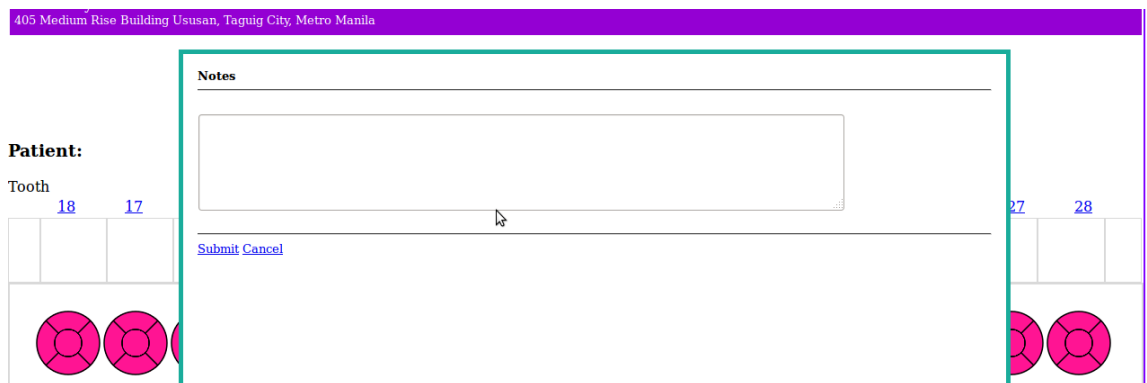 405 Medium Rise Building Ususan, Taguig City, Metro Manila
Notes
Patient:
Tooth
18 17 27 28
Submit Cancel